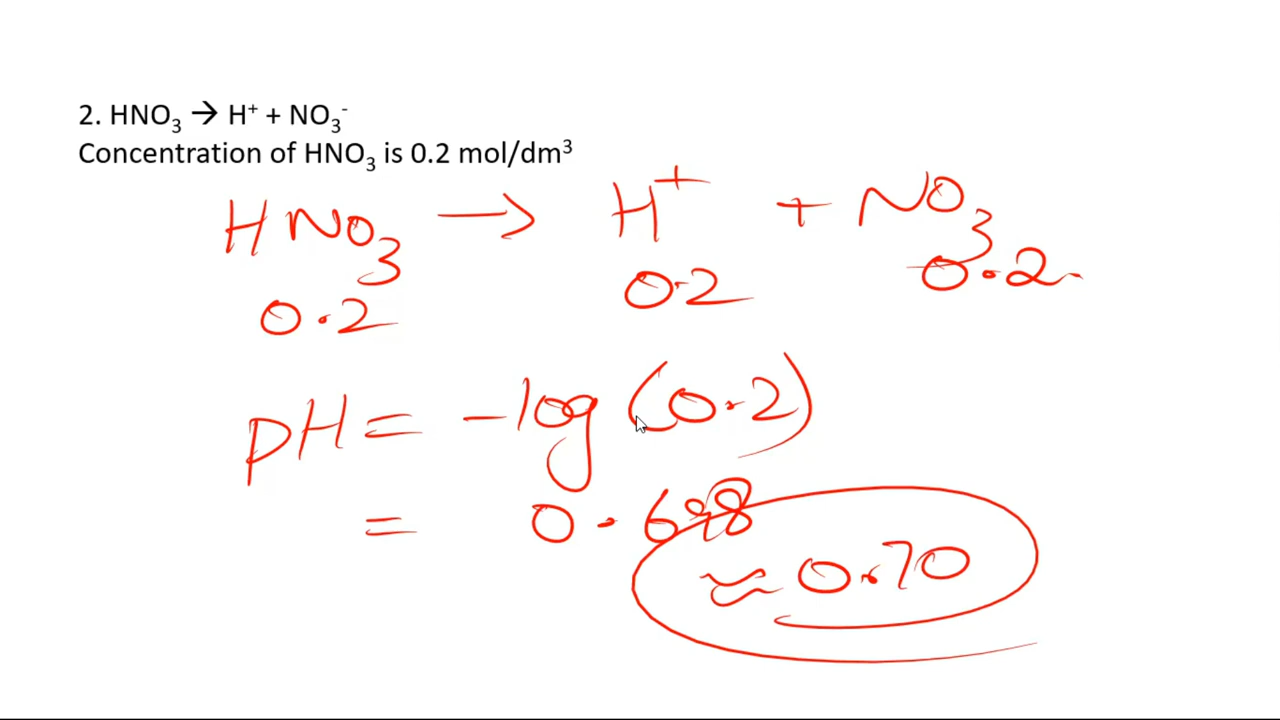 2. HNO₃ → H⁺ + NO₃⁻
Concentration of HNO₃ is 0.2 mol/dm³
HNO₃ → H⁺ + NO₃
0.2 0.2 0.2
pH = -log (0.2)
= 0.698
≈ 0.70